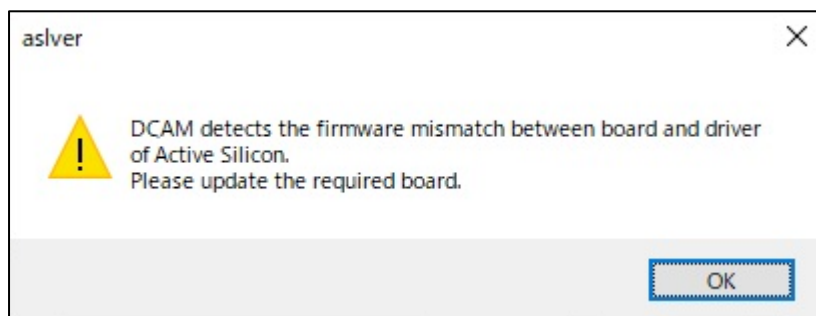 aslver
DCAM detects the firmware mismatch between board and driver
of Active Silicon.
Please update the required board.
OK